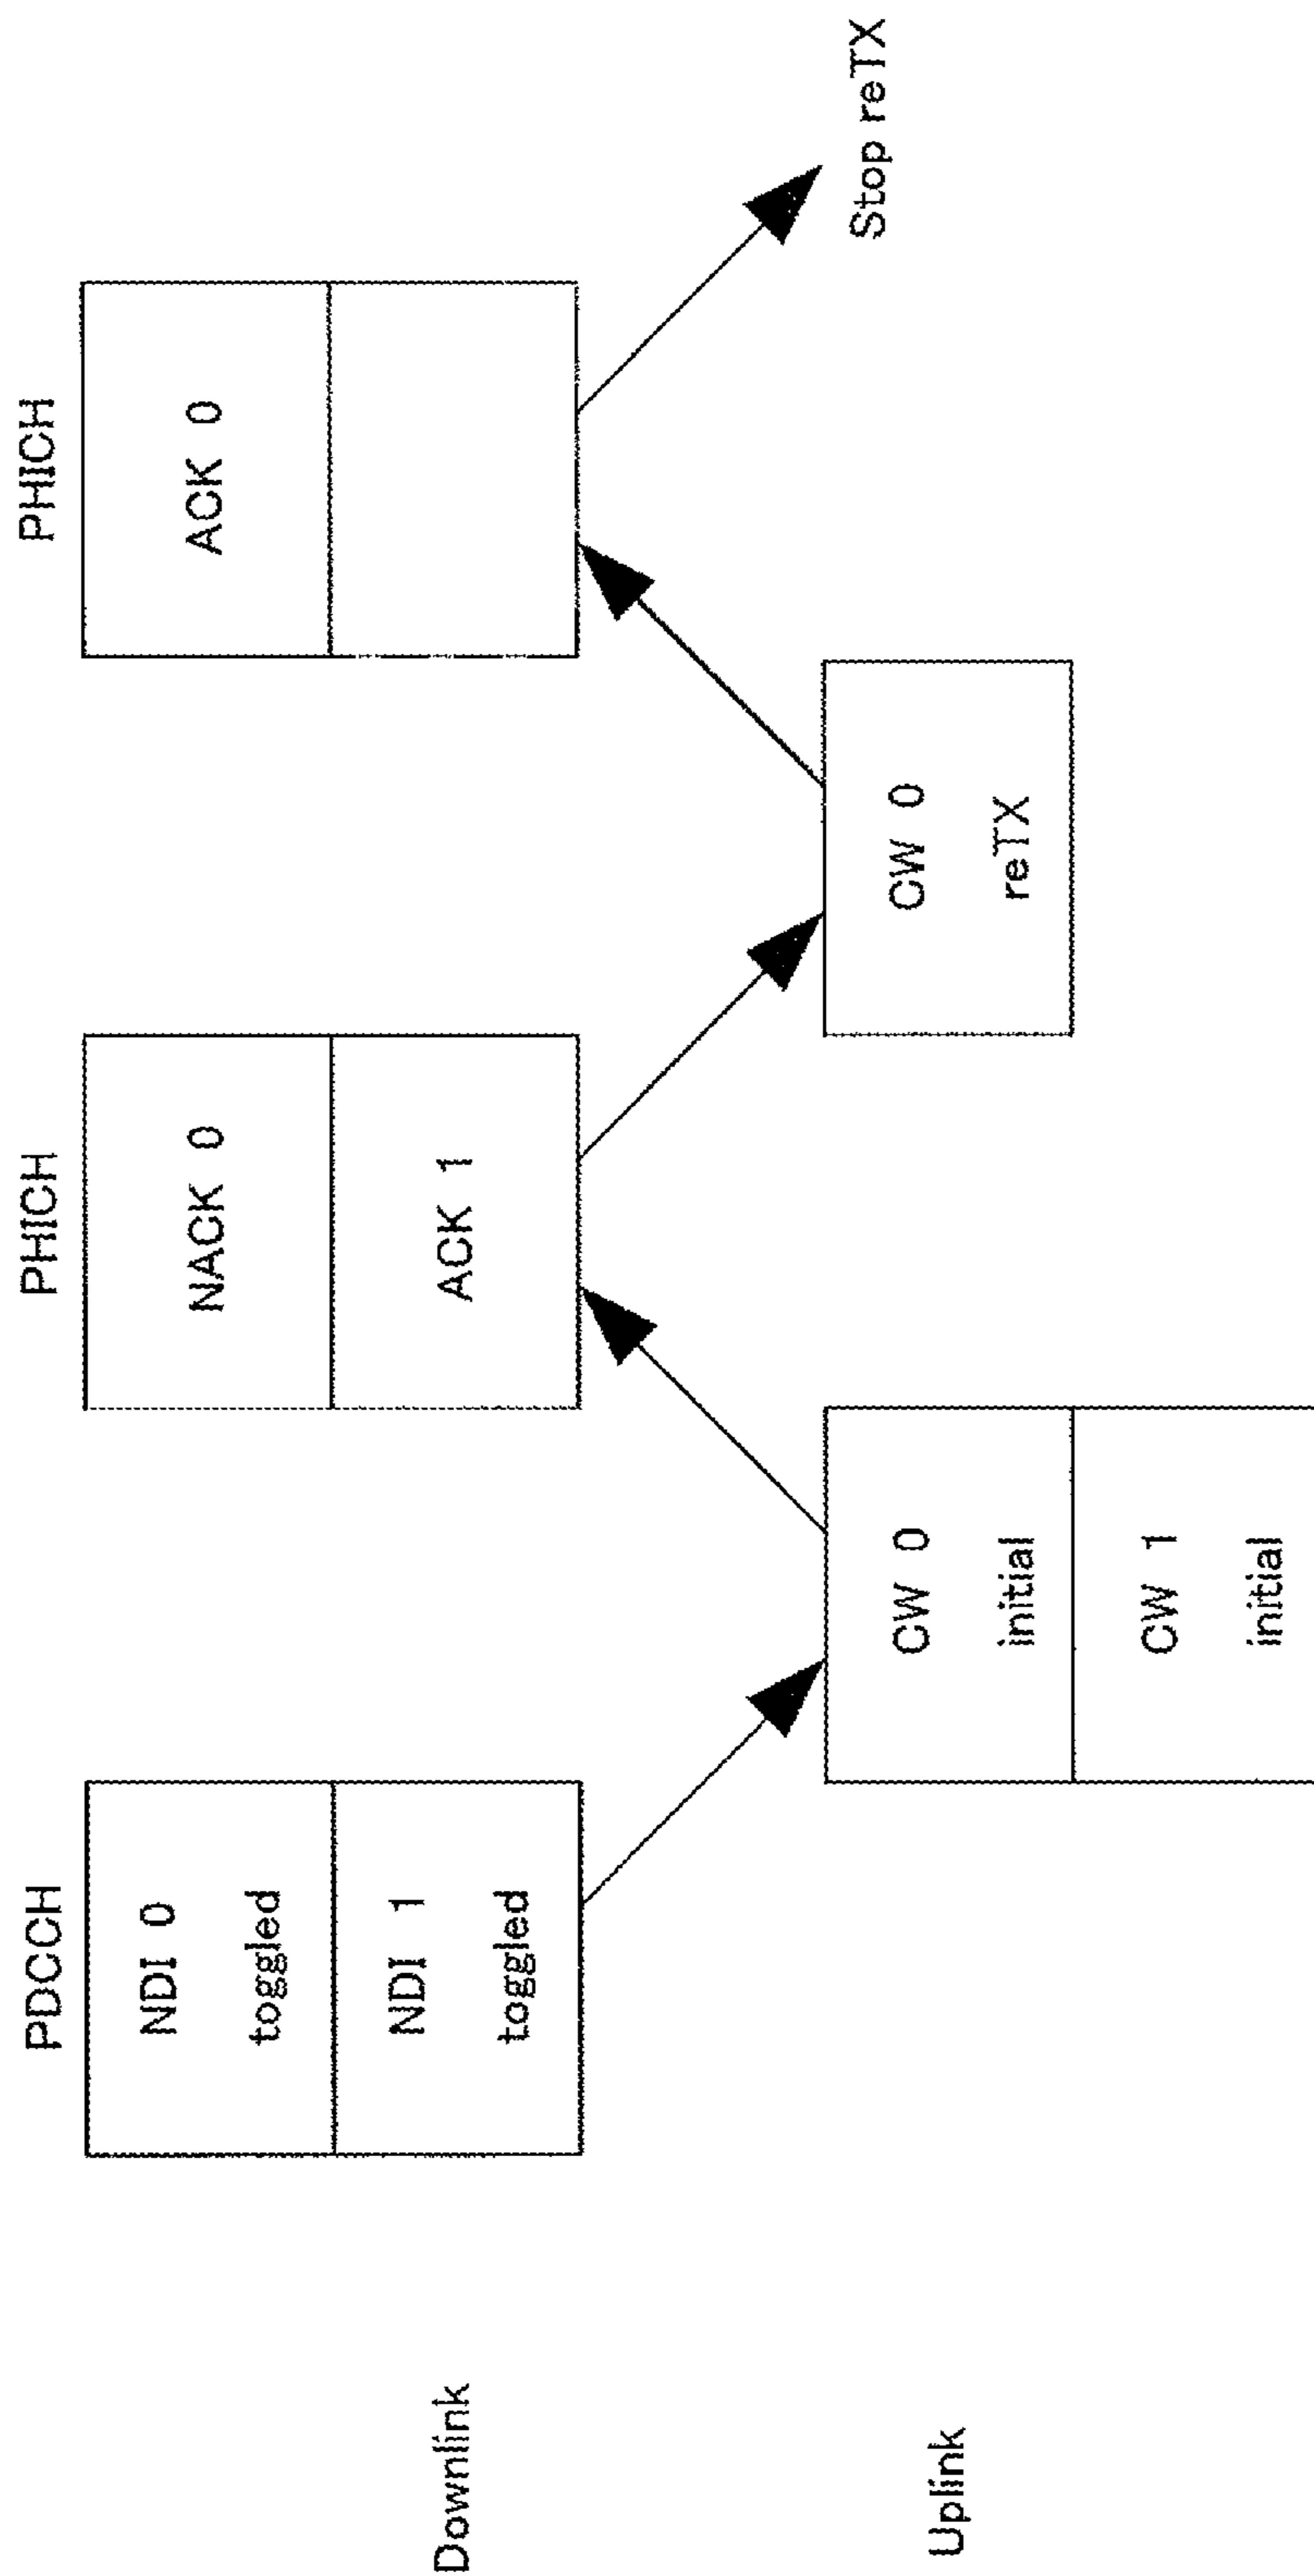 PDCCH
PHICH
PHICH
Downlink
NDI 0
toggled
NDI 1
toggled
NACK 0
ACK 1
ACK 0
Uplink
CW 0
initial
CW 1
initial
CW 0
reTX
Stop reTX